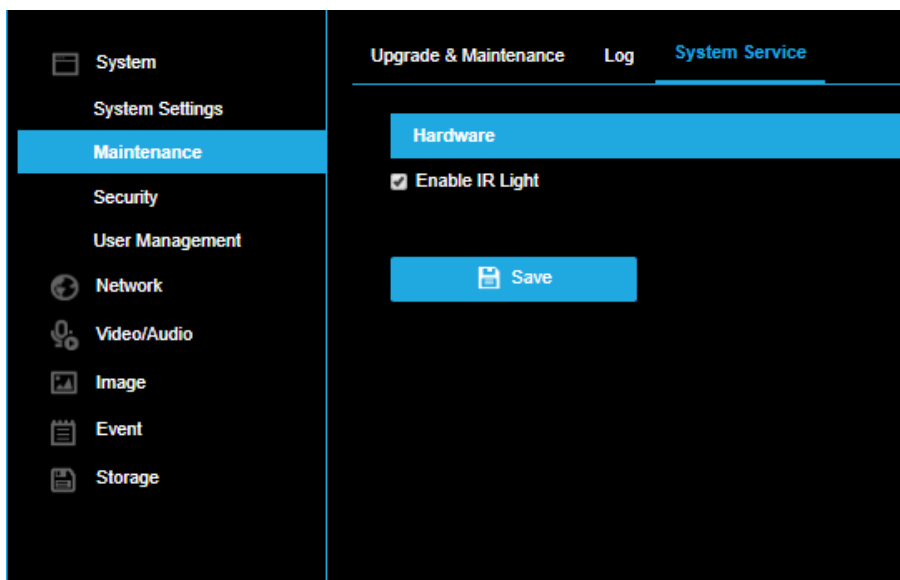 System
System Settings
Maintenance
Security
User Management
Network
Video/Audio
Image
Event
Storage
Upgrade & Maintenance Log System Service
Hardware
Enable IR Light
Save